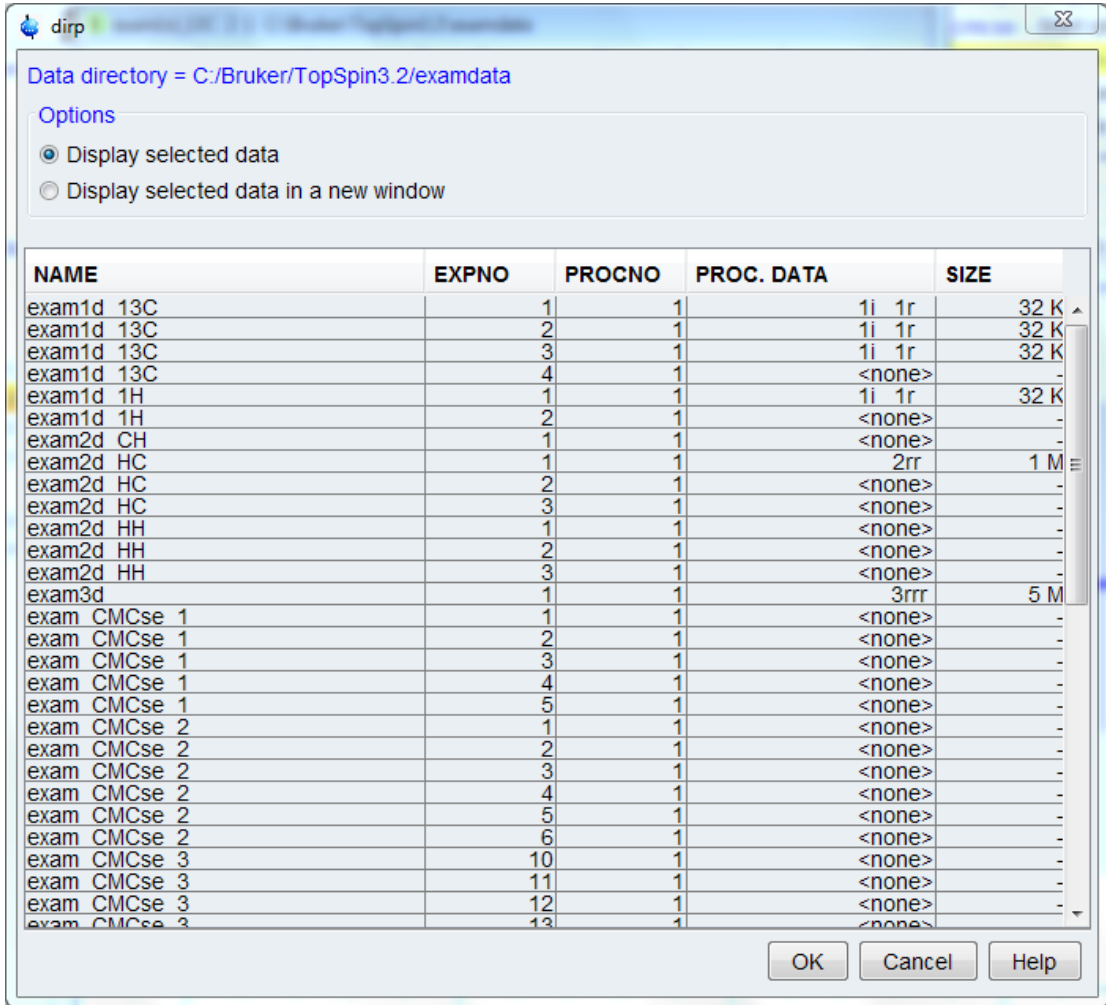 dirp
Data directory = C:/Bruker/TopSpin3.2/examdata
Options
Display selected data
Display selected data in a new window
NAME EXPNO PROCNO PROC. DATA SIZE
exam1d_13C 1 1 1i 1r 32 K
exam1d_13C 2 1 1i 1r 32 K
exam1d_13C 3 1 1i 1r 32 K
exam1d_13C 4 1 <none> -
exam1d_1H 1 1 1i 1r 32 K
exam1d_1H 2 1 <none> -
exam2d_CH 1 1 <none> -
exam2d_HC 1 1 2rr 1 M
exam2d_HC 2 1 <none> -
exam2d_HC 3 1 <none> -
exam2d_HH 1 1 <none> -
exam2d_HH 2 1 <none> -
exam2d_HH 3 1 <none> -
exam3d 1 1 3rrr 5 M
exam_CMCse_1 1 1 <none> -
exam_CMCse_1 2 1 <none> -
exam_CMCse_1 3 1 <none> -
exam_CMCse_1 4 1 <none> -
exam_CMCse_1 5 1 <none> -
exam_CMCse_2 1 1 <none> -
exam_CMCse_2 2 1 <none> -
exam_CMCse_2 3 1 <none> -
exam_CMCse_2 4 1 <none> -
exam_CMCse_2 5 1 <none> -
exam_CMCse_2 6 1 <none> -
exam_CMCse_3 10 1 <none> -
exam_CMCse_3 11 1 <none> -
exam_CMCse_3 12 1 <none> -
exam_CMCse_3 13 1 <none> -
OK Cancel Help